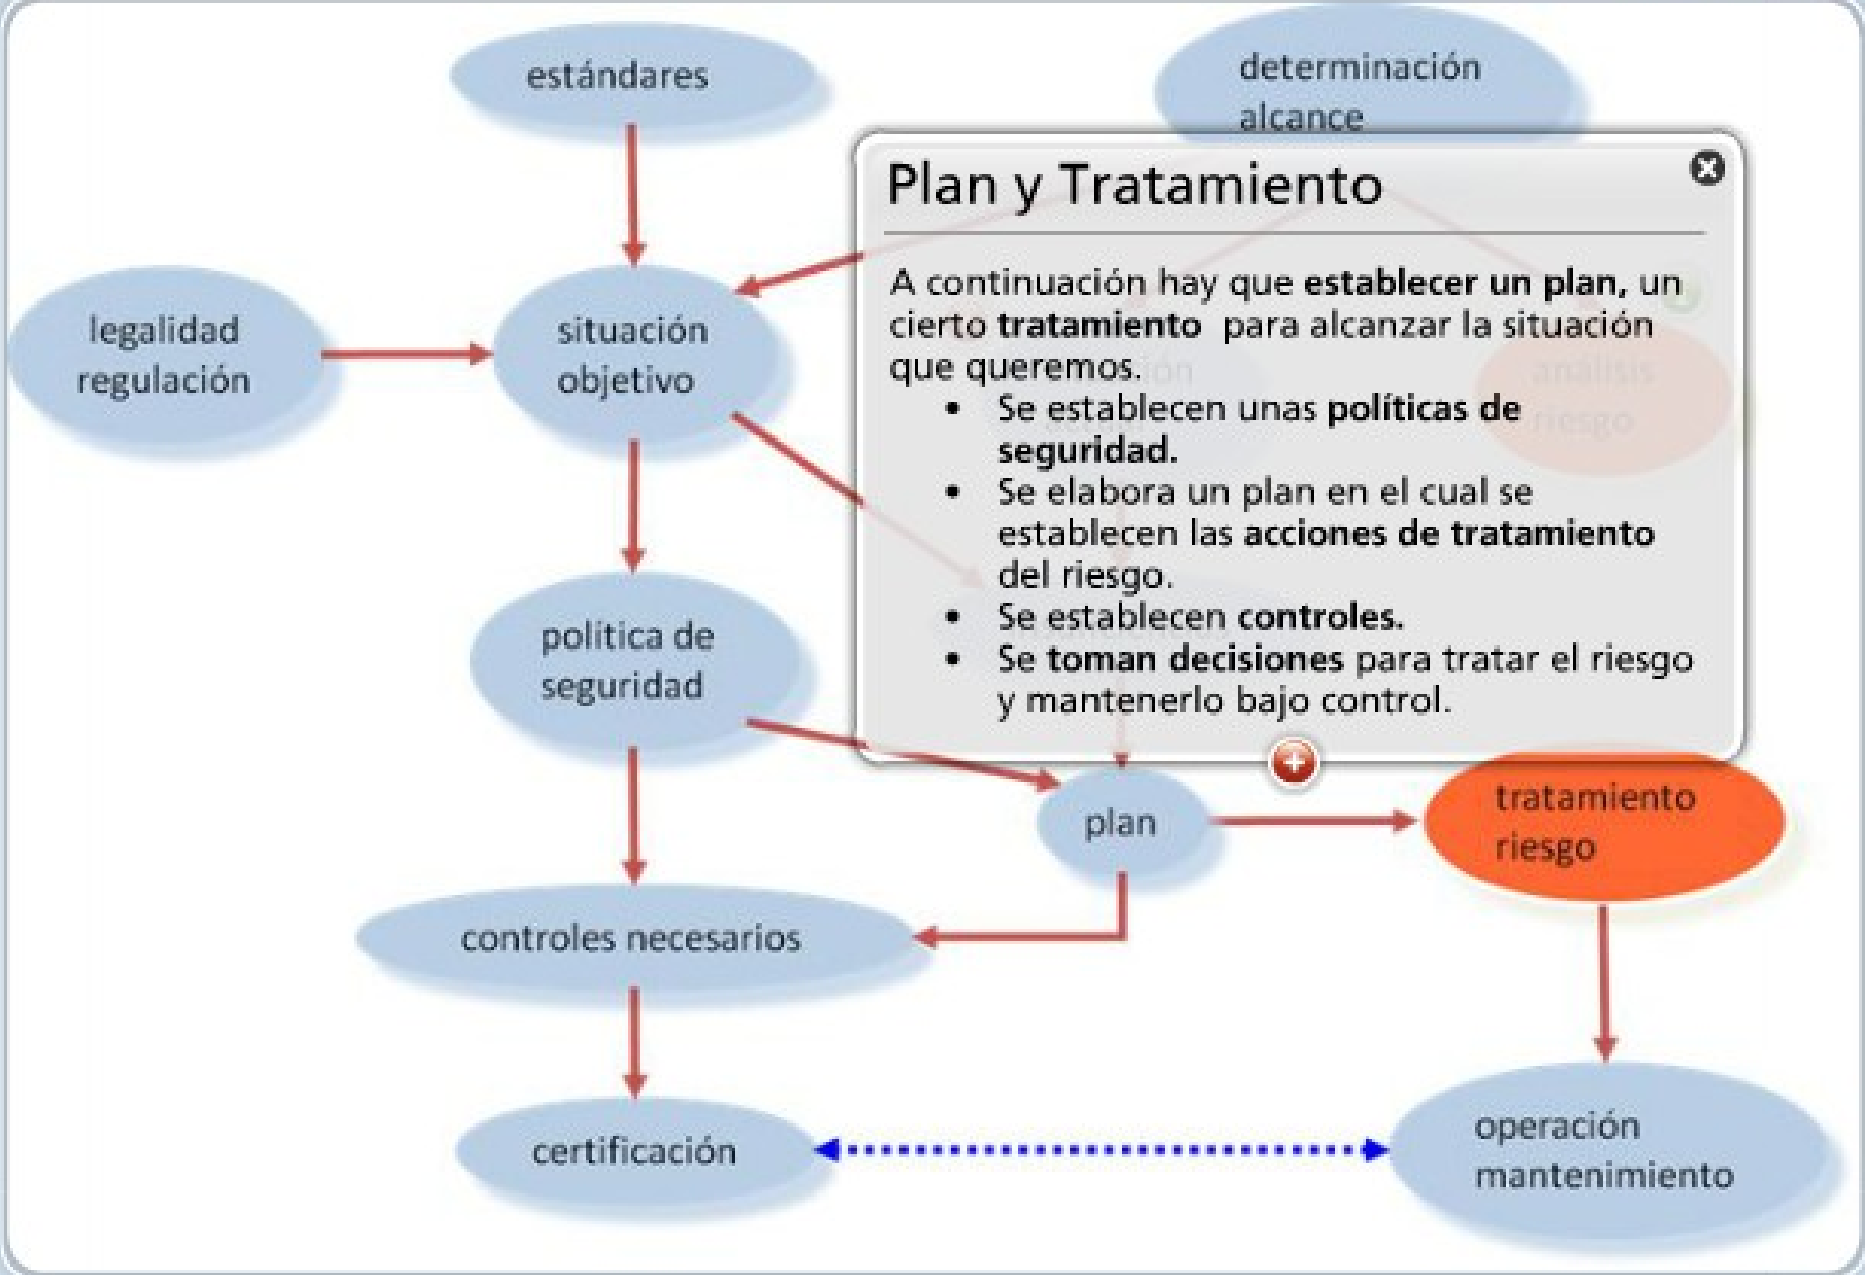 estándares
determinación
alcance
Plan y Tratamiento
A continuación hay que establecer un plan, un
cierto tratamiento para alcanzar la situación
que queremos.
• Se establecen unas políticas de
seguridad.
• Se elabora un plan en el cual se
establecen las acciones de tratamiento
del riesgo.
• Se establecen controles.
• Se toman decisiones para tratar el riesgo
y mantenerlo bajo control.
legalidad
regulación
situación
objetivo
análisis
riesgo
política de
seguridad
plan
tratamiento
riesgo
controles necesarios
certificación
operación
mantenimiento